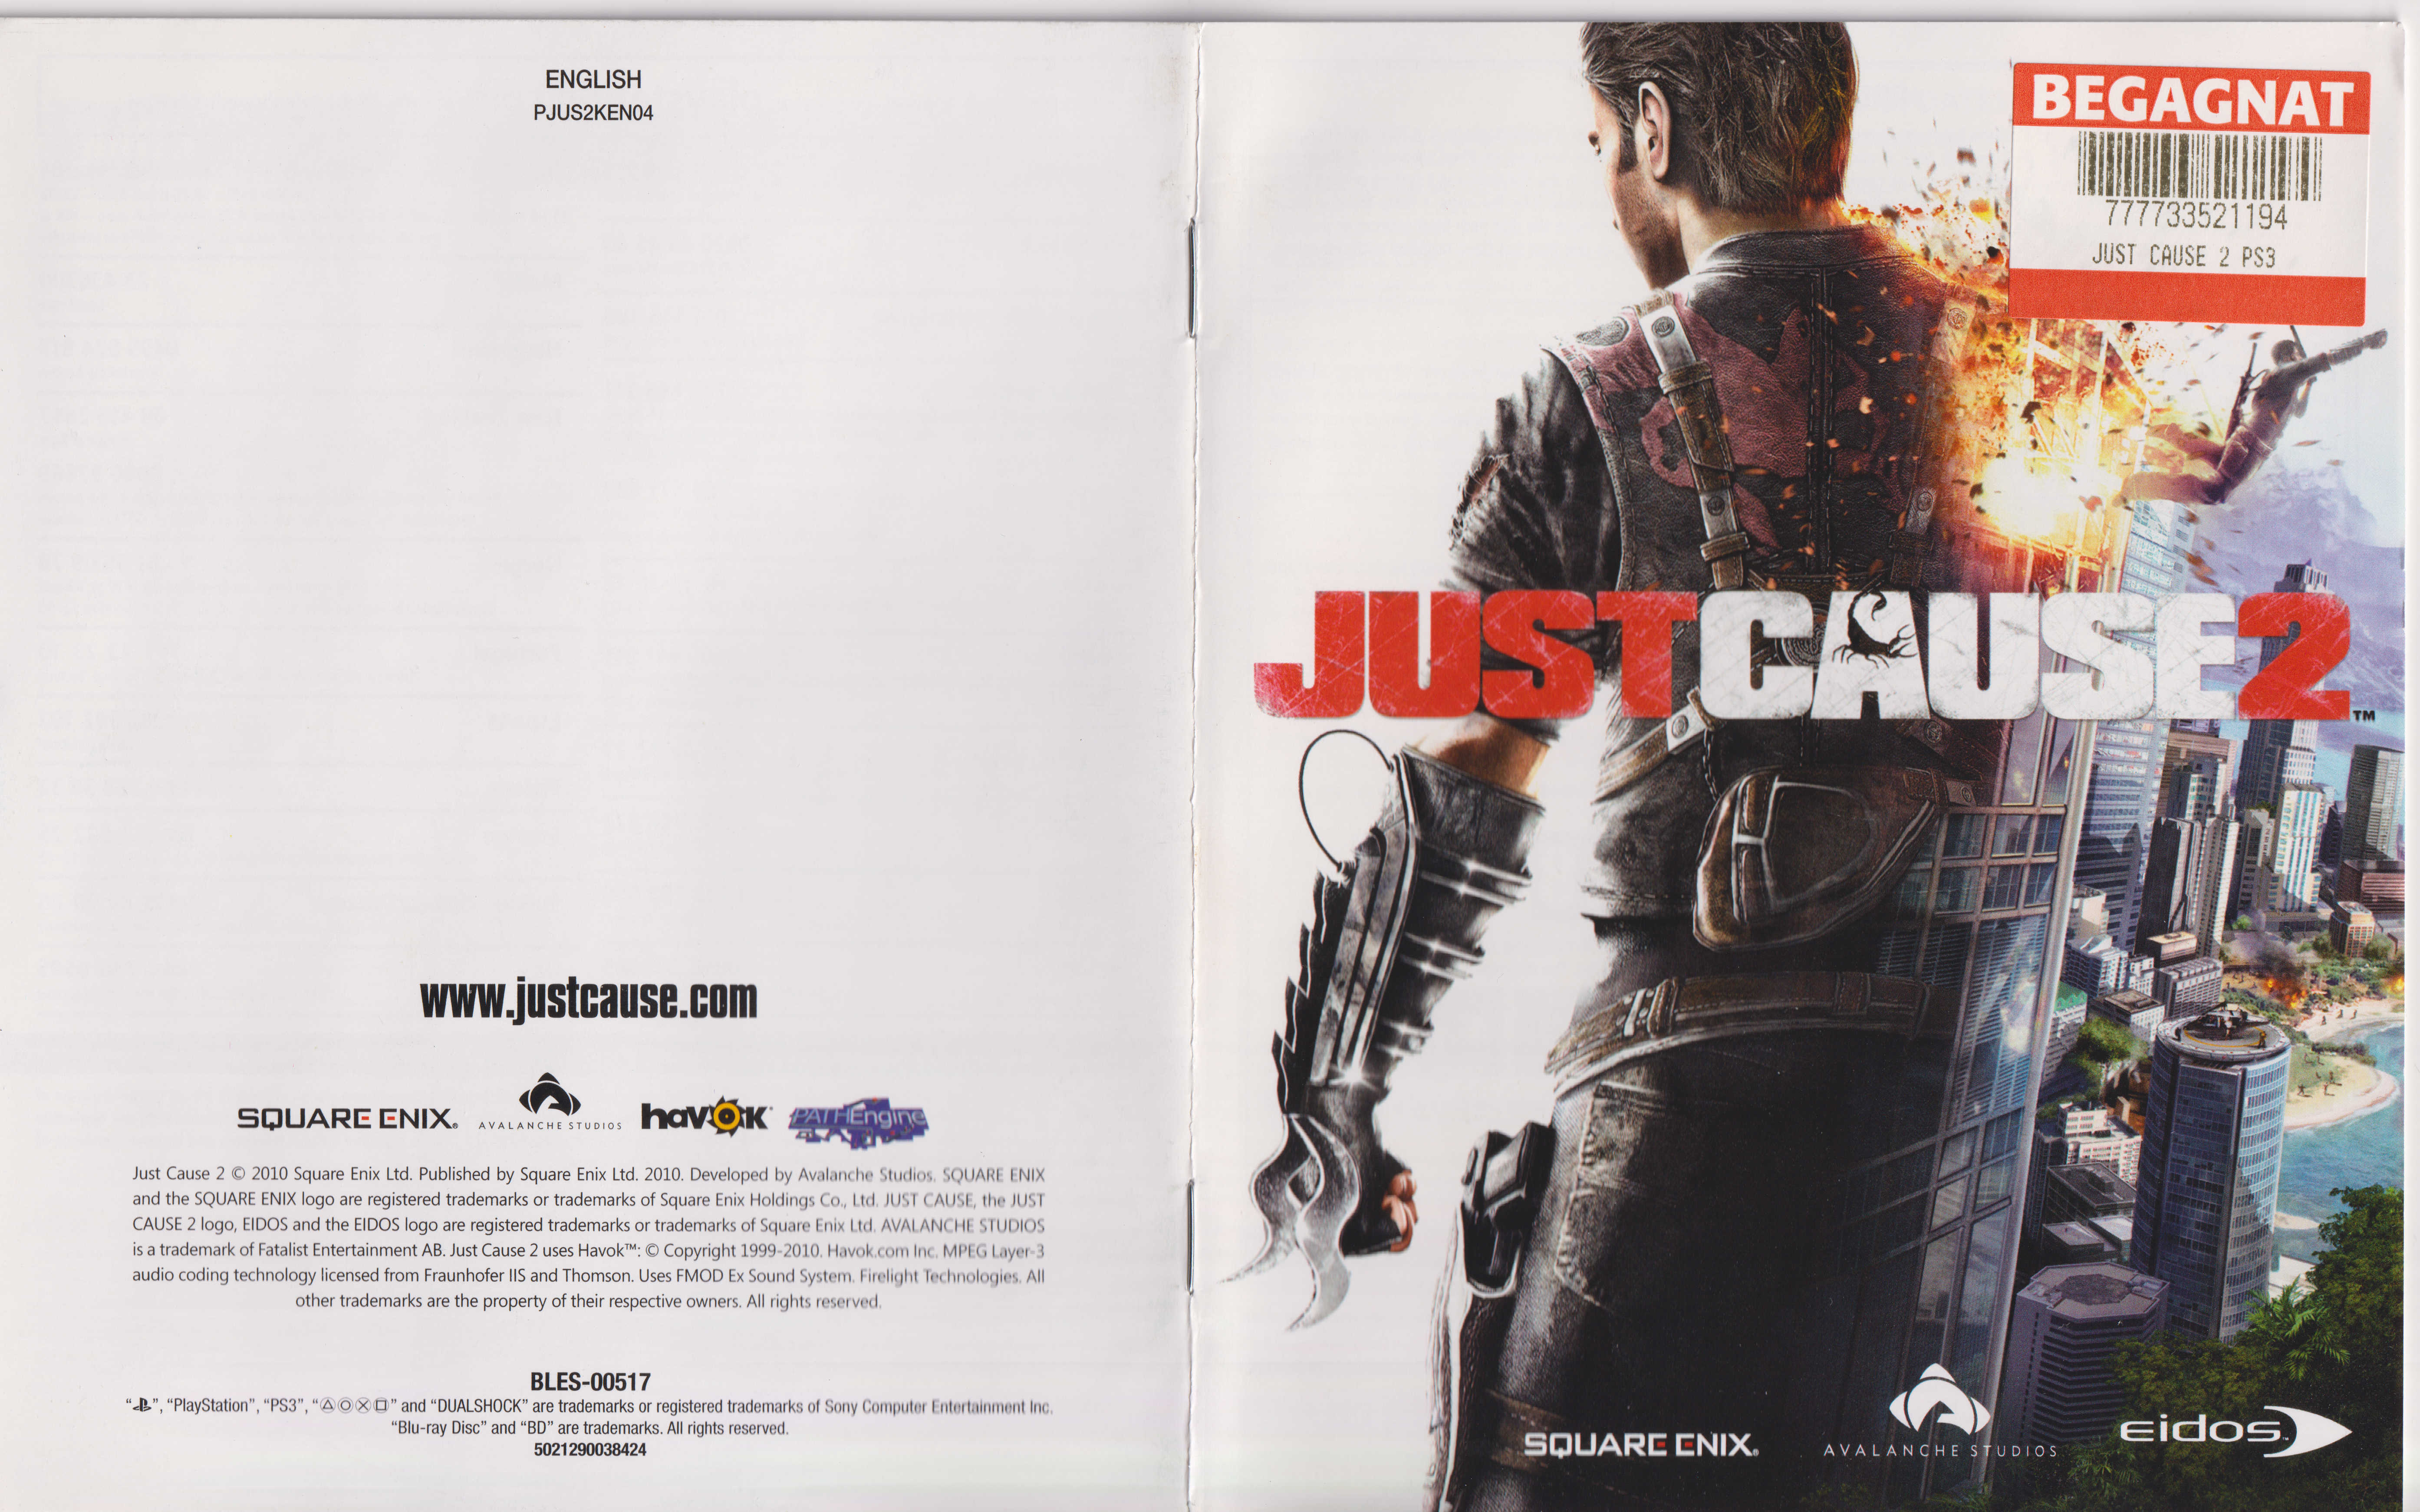 ENGLISH
PJUS2KEN04
www.justcause.com
SQUARE ENIX.
AVALANCHE STUDIOS
havok
PATHEngine
Just Cause 2 © 2010 Square Enix Ltd. Published by Square Enix Ltd. 2010. Developed by Avalanche Studios. SQUARE ENIX
and the SQUARE ENIX logo are registered trademarks or trademarks of Square Enix Holdings Co., Ltd. JUST CAUSE, the JUST
CAUSE 2 logo, EIDOS and the EIDOS logo are registered trademarks or trademarks of Square Enix Ltd. AVALANCHE STUDIOS
is a trademark of Fatalist Entertainment AB. Just Cause 2 uses Havok™: © Copyright 1999-2010. Havok.com Inc. MPEG Layer-3
audio coding technology licensed from Fraunhofer IIS and Thomson. Uses FMOD Ex Sound System. Firelight Technologies. All
other trademarks are the property of their respective owners. All rights reserved.
BLES-00517
“PS”, “PlayStation”, “PS3”, “△○✕□” and “DUALSHOCK” are trademarks or registered trademarks of Sony Computer Entertainment Inc.
“Blu-ray Disc” and “BD” are trademarks. All rights reserved.
5021290038424
BEGAGNAT
777733521194
JUST CAUSE 2 PS3
JUST CAUSE 2™
SQUARE ENIX.
AVALANCHE STUDIOS
eidos